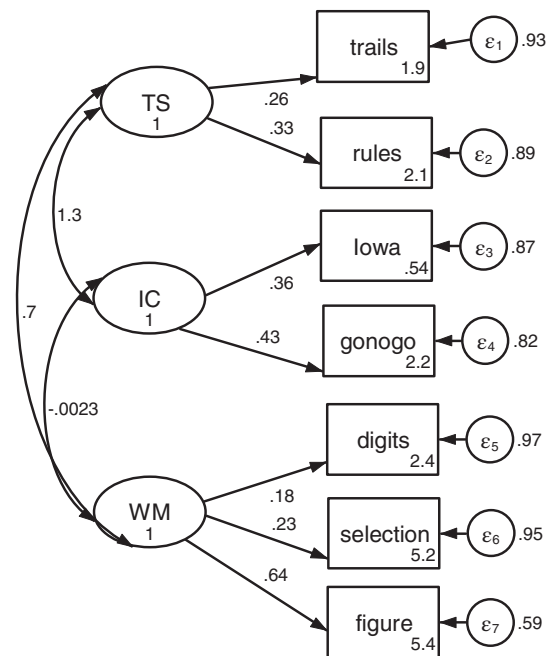 trails
1.9
ε1
.93
TS
1
.26
.33
rules
2.1
ε2
.89
1.3
Iowa
.54
ε3
.87
IC
1
.36
.43
gonogo
2.2
ε4
.82
.7
-.0023
digits
2.4
ε5
.97
WM
1
.18
.23
selection
5.2
ε6
.95
.64
figure
5.4
ε7
.59